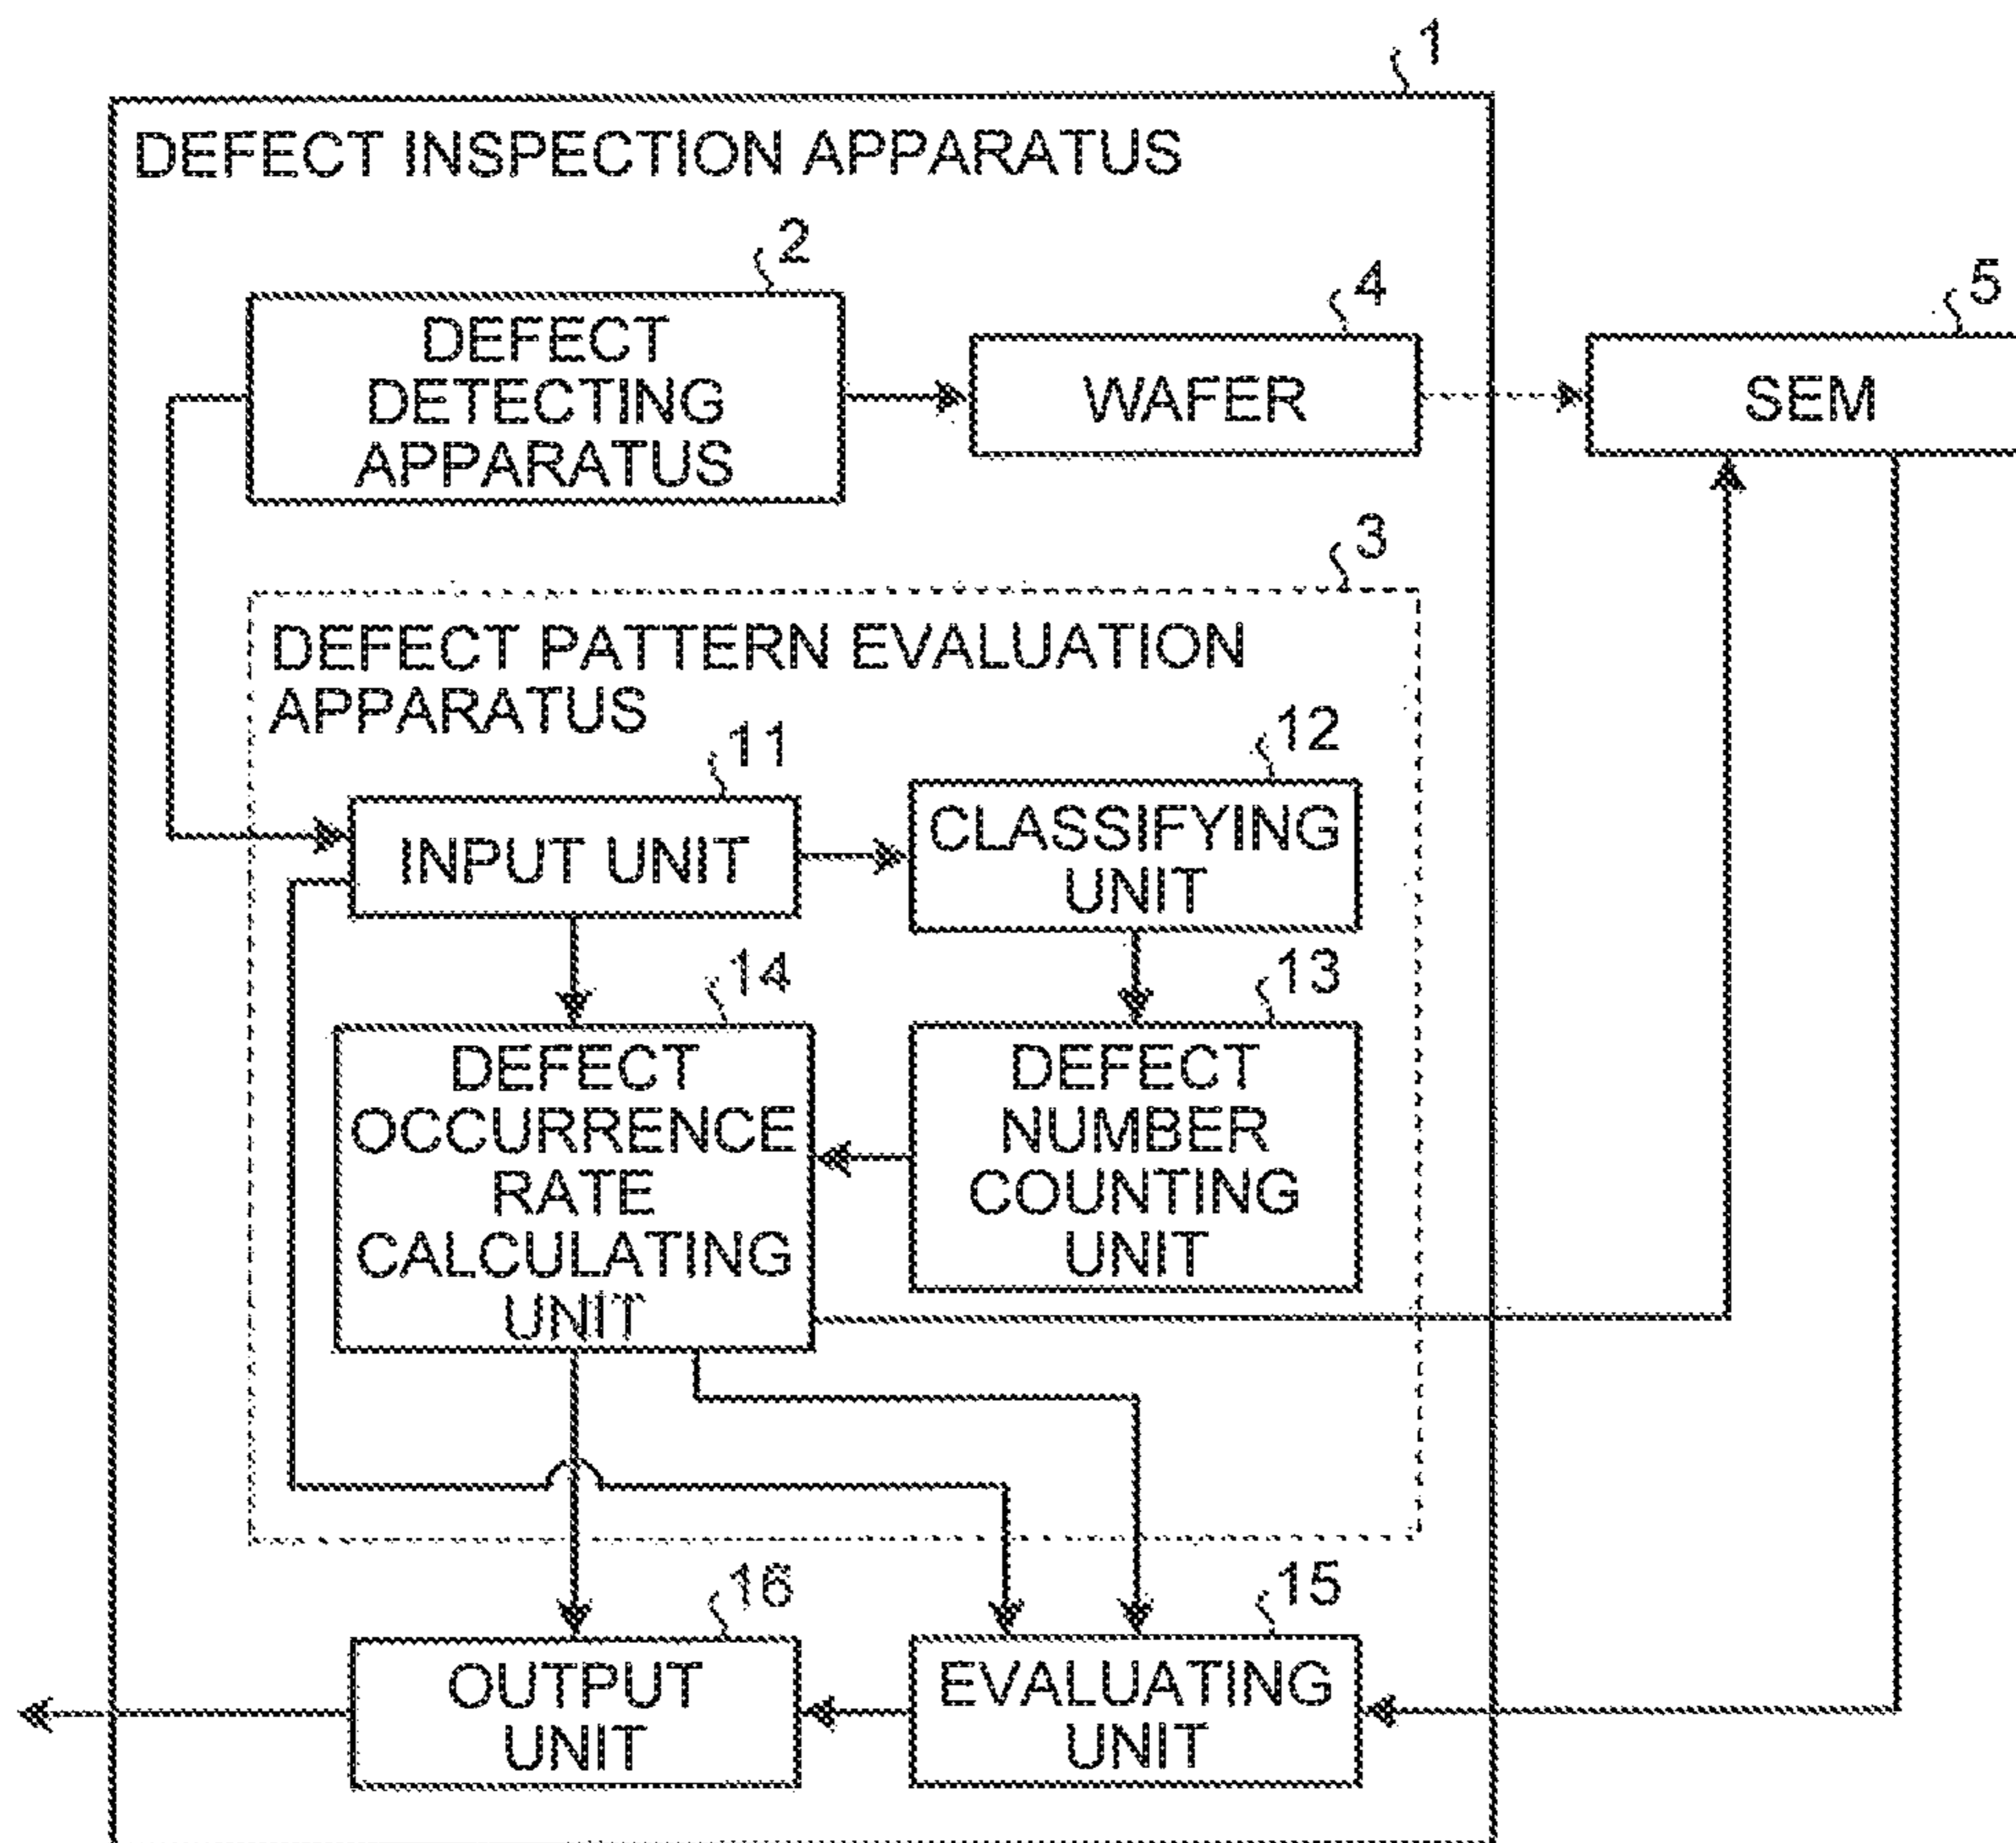 1
DEFECT INSPECTION APPARATUS
2
DEFECT
DETECTING
APPARATUS
4
WAFER
5
SEM
3
DEFECT PATTERN EVALUATION
APPARATUS
11
INPUT UNIT
12
CLASSIFYING
UNIT
14
DEFECT
OCCURRENCE
RATE
CALCULATING
UNIT
13
DEFECT
NUMBER
COUNTING
UNIT
16
OUTPUT
UNIT
15
EVALUATING
UNIT